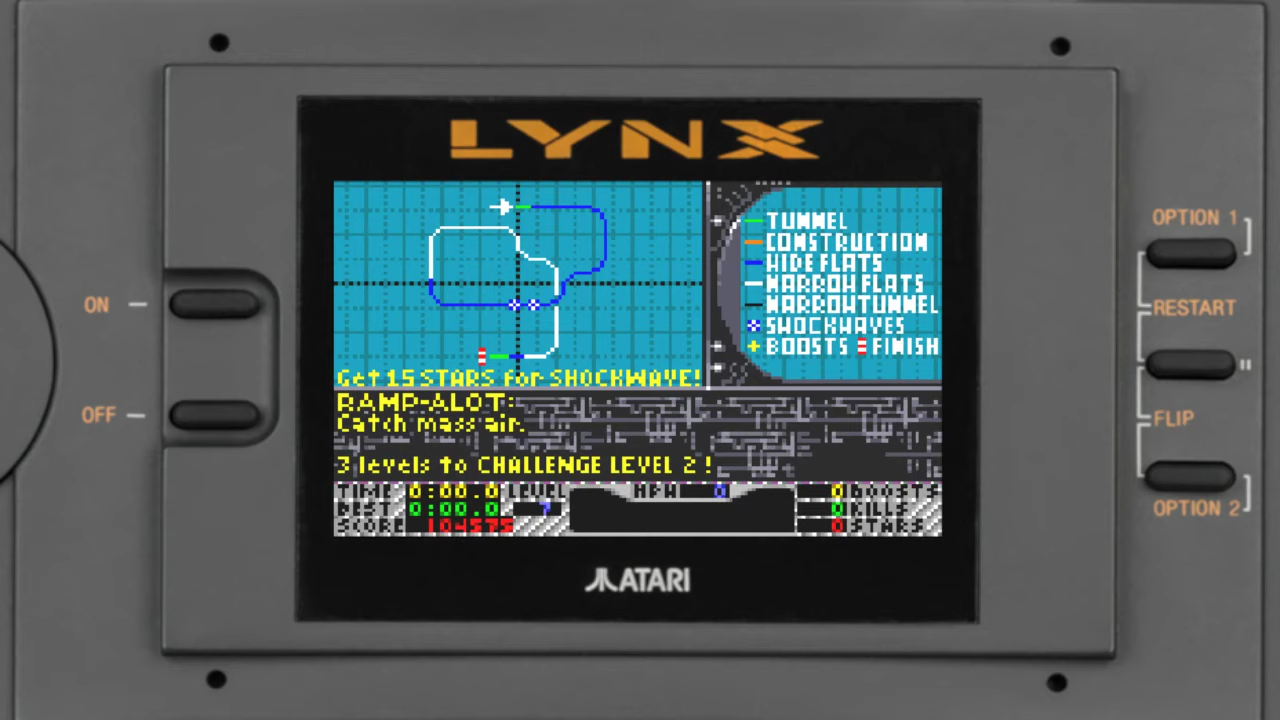 LYNX
TUNNEL
CONSTRUCTION
WIDE FLATS
NARROW FLATS
NARROW TUNNEL
SHOCKWAVES
BOOSTS FINISH
Get 15 STARS for SHOCKWAVE!
RAMP-ALOT:
Catch mass air.
3 levels to CHALLENGE LEVEL 2 !
TIME 0:00.0 LEVEL MPH 0 0 BOOSTS
DIST 0:00.0 7 0 KILLS
SCORE 104575 0 STARS
ATARI
ON
OFF
OPTION 1
RESTART
FLIP
OPTION 2